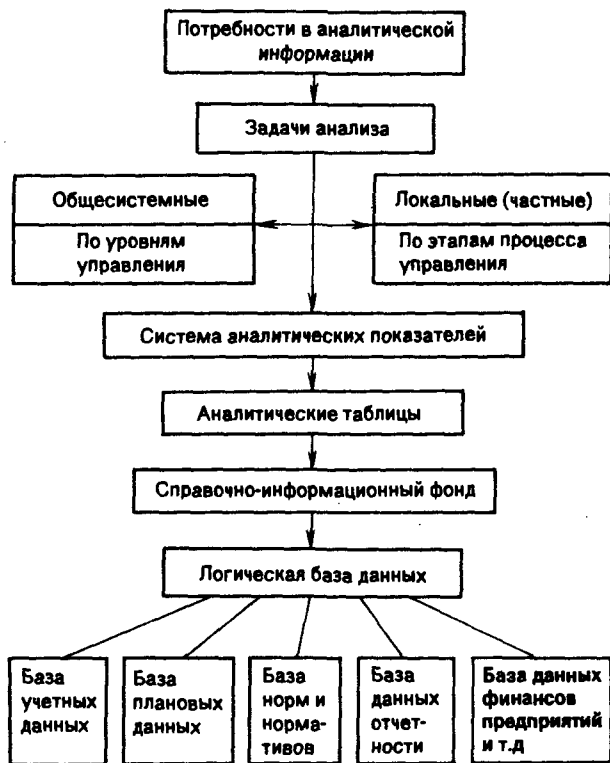 Потребности в аналитической
информации
Задачи анализа
Общесистемные
По уровням
управления
Локальные (частные)
По этапам процесса
управления
Система аналитических показателей
Аналитические таблицы
Справочно-информационный фонд
Логическая база данных
База
учетных
данных
База
плановых
данных
База
норм и
норма-
тивов
База
данных
отчет-
ности
База данных
финансов
предприятий
и т.д